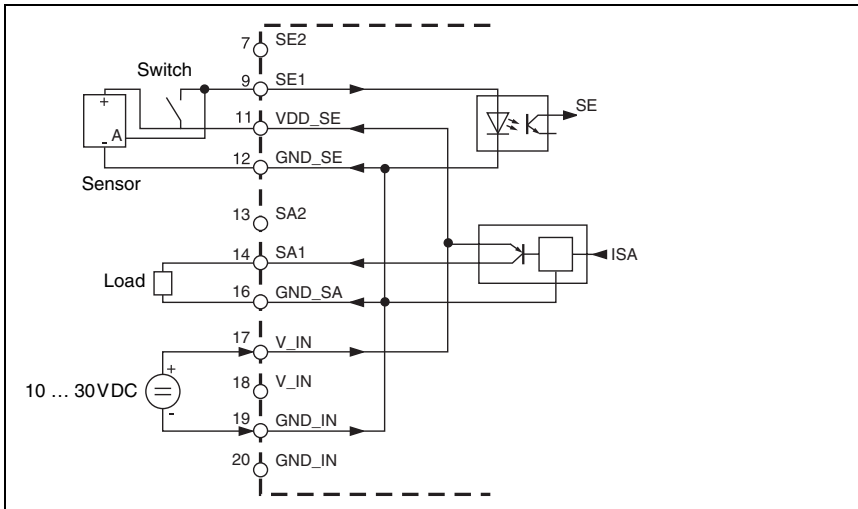 7 SE2
Switch
9 SE1
SE
+
11 VDD_SE
A
-
12 GND_SE
Sensor
13 SA2
14 SA1
ISA
Load
16 GND_SA
17 V_IN
+
10 ... 30VDC
18 V_IN
-
19 GND_IN
20 GND_IN